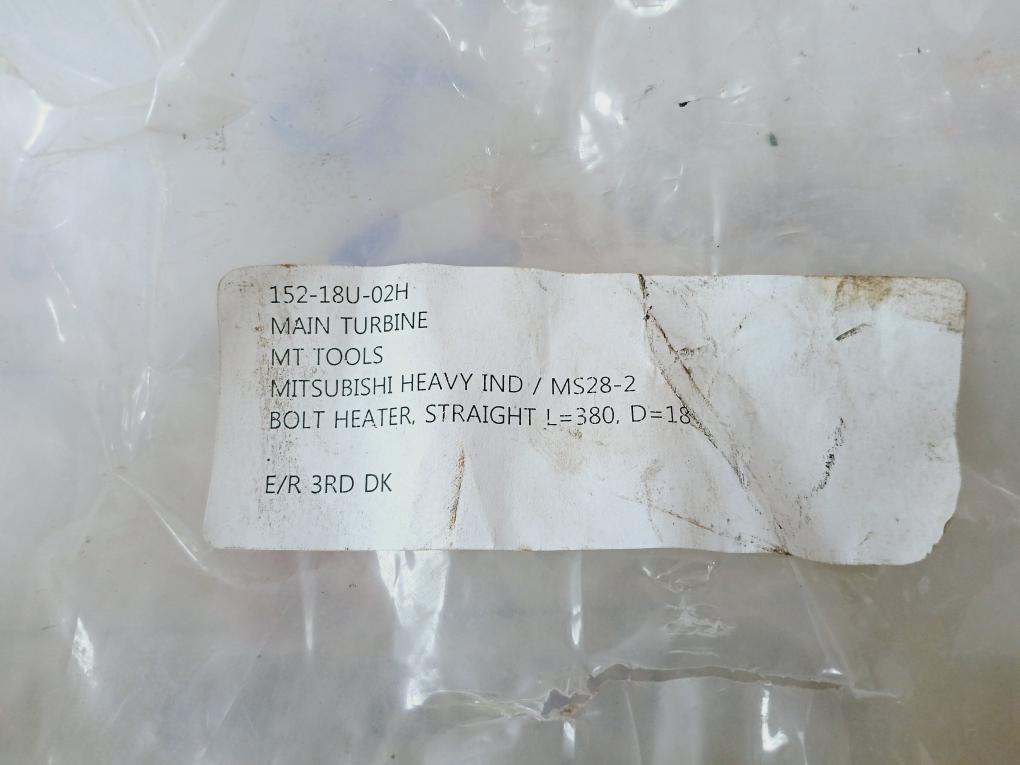 152-18U-02H
MAIN TURBINE
MT TOOLS
MITSUBISHI HEAVY IND / MS28-2
BOLT HEATER, STRAIGHT L=380, D=18
E/R 3RD DK